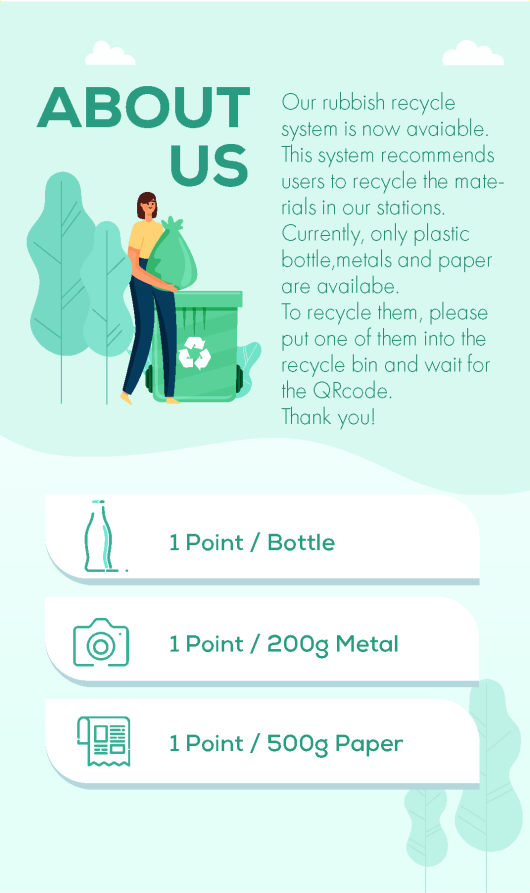 ABOUT
US
Our rubbish recycle
system is now avaiable.
This system recommends
users to recycle the mate-
rials in our stations.
Currently, only plastic
bottle,metals and paper
are availabe.
To recycle them, please
put one of them into the
recycle bin and wait for
the QRcode.
Thank you!
1 Point / Bottle
1 Point / 200g Metal
1 Point / 500g Paper